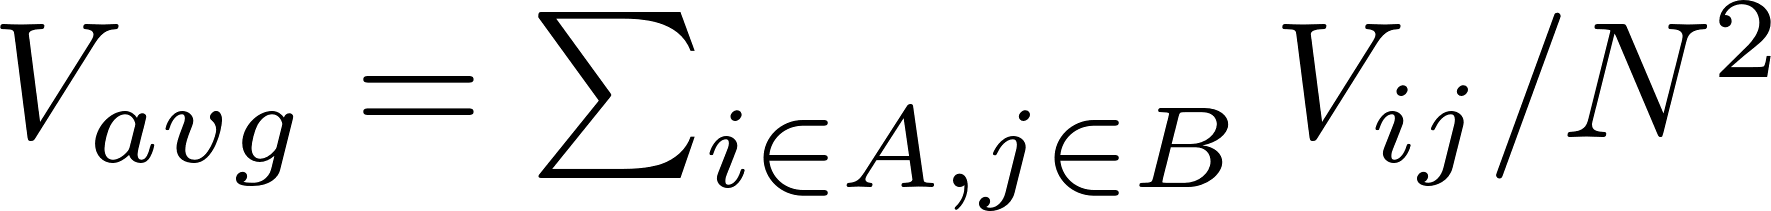 V_{avg} = \sum_{i \in A, j \in B} V_{ij}/N^2